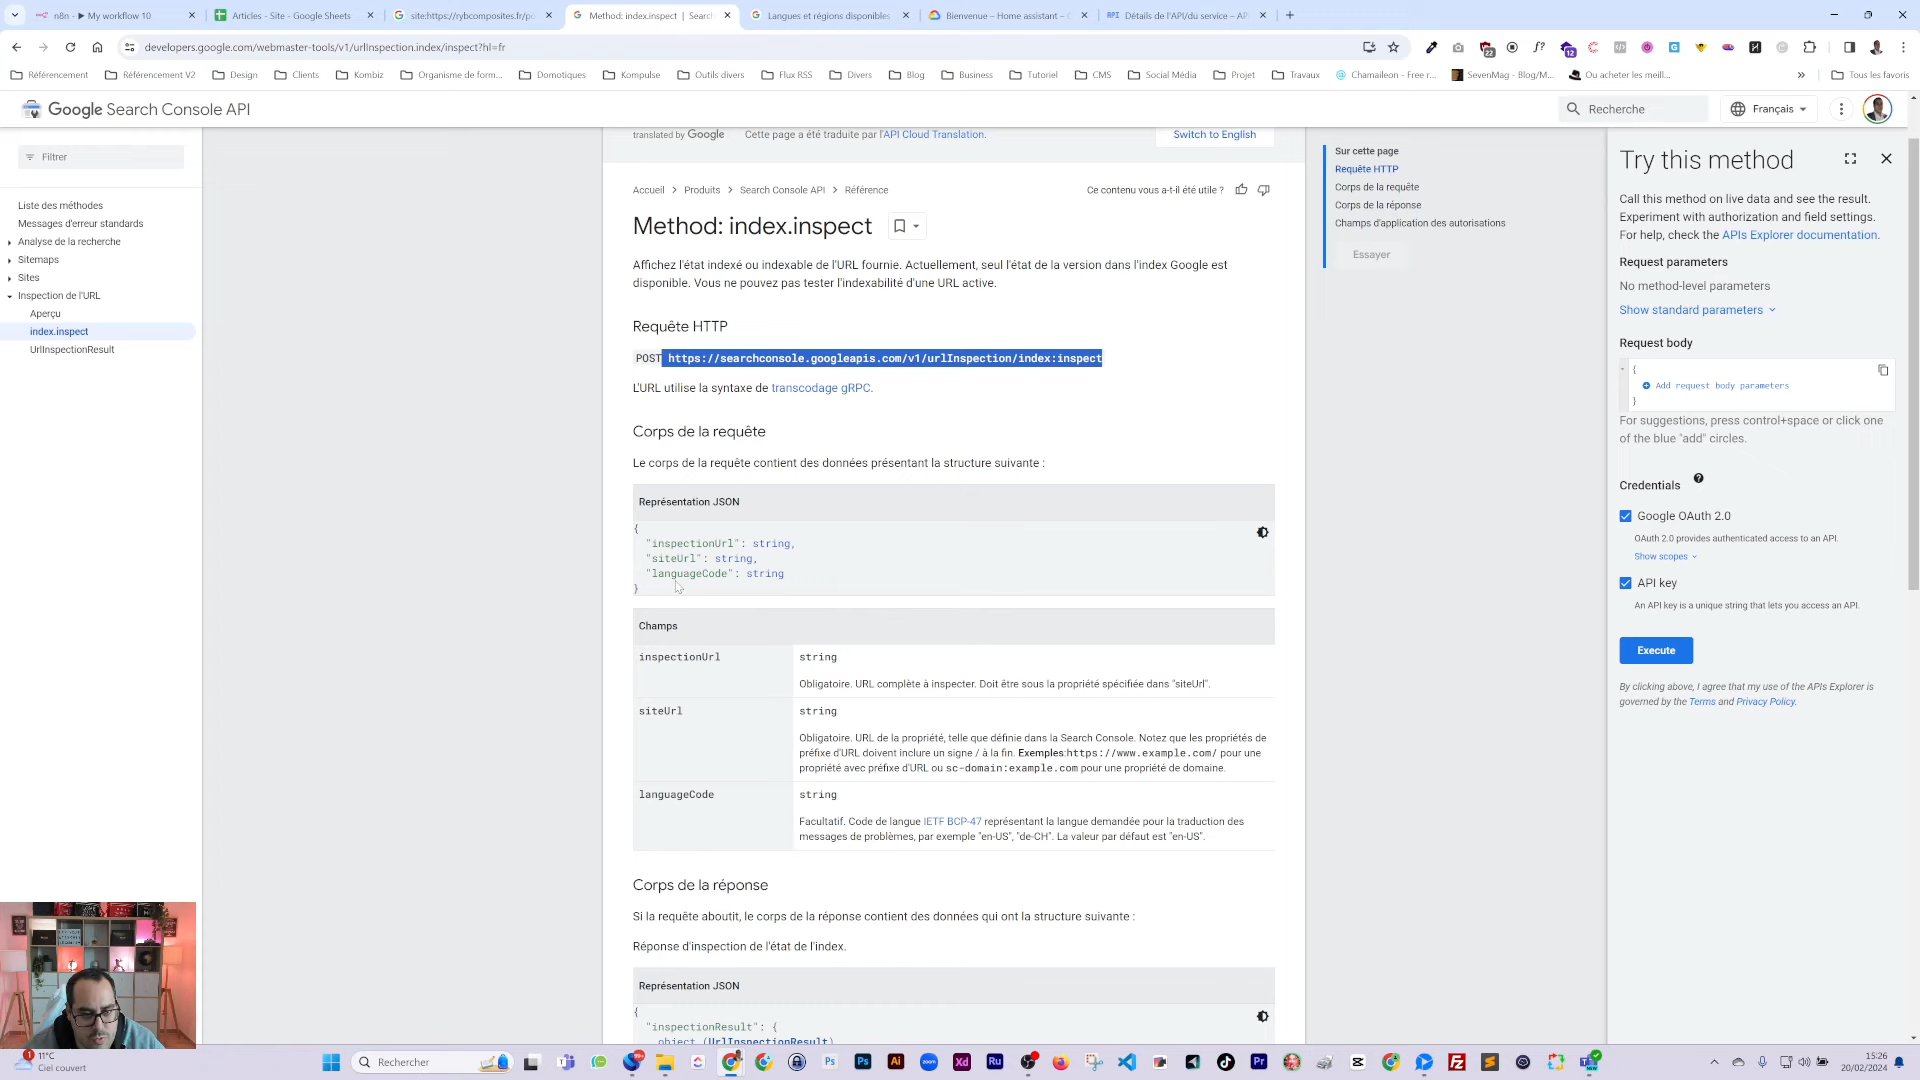 n8n - ▶ My workflow 10
Articles - Site - Google Sheets
site:https://rybcomposites.fr/po
Method: index.inspect | Search
Langues et régions disponibles
Bienvenue – Home assistant – G
Détails de l'API/du service – API
developers.google.com/webmaster-tools/v1/urlInspection.index/inspect?hl=fr
Référencement
Référencement V2
Design
Clients
Kombiz
Organisme de form...
Domotiques
Kompulse
Outils divers
Flux RSS
Divers
Blog
Business
Tutoriel
CMS
Social Média
Projet
Travaux
Chamaileon - Free r...
SevenMag - Blog/M...
Ou acheter les meill...
Tous les favoris
Google Search Console API
Recherche
Français
Filtrer
Liste des méthodes
Messages d'erreur standards
Analyse de la recherche
Sitemaps
Sites
Inspection de l'URL
Aperçu
index.inspect
UrlInspectionResult
translated by Google
Cette page a été traduite par l'API Cloud Translation.
Switch to English
Accueil > Produits > Search Console API > Référence
Ce contenu vous a-t-il été utile ?
Method: index.inspect
Affichez l'état indexé ou indexable de l'URL fournie. Actuellement, seul l'état de la version dans l'index Google est
disponible. Vous ne pouvez pas tester l'indexabilité d'une URL active.
Requête HTTP
POST https://searchconsole.googleapis.com/v1/urlInspection/index:inspect
L'URL utilise la syntaxe de transcodage gRPC.
Corps de la requête
Le corps de la requête contient des données présentant la structure suivante :
Représentation JSON
{
"inspectionUrl": string,
"siteUrl": string,
"languageCode": string
}
Champs
inspectionUrl
string
Obligatoire. URL complète à inspecter. Doit être sous la propriété spécifiée dans "siteUrl".
siteUrl
string
Obligatoire. URL de la propriété, telle que définie dans la Search Console. Notez que les propriétés de
préfixe d'URL doivent inclure un signe / à la fin. Exemples:https://www.example.com/ pour une
propriété avec préfixe d'URL ou sc-domain:example.com pour une propriété de domaine.
languageCode
string
Facultatif. Code de langue IETF BCP-47 représentant la langue demandée pour la traduction des
messages de problèmes, par exemple "en-US", "de-CH". La valeur par défaut est "en-US".
Corps de la réponse
Si la requête aboutit, le corps de la réponse contient des données qui ont la structure suivante :
Réponse d'inspection de l'état de l'index.
Représentation JSON
{
"inspectionResult": {
object (UrlInspectionResult)
Sur cette page
Requête HTTP
Corps de la requête
Corps de la réponse
Champs d'application des autorisations
Essayer
Try this method
Call this method on live data and see the result.
Experiment with authorization and field settings.
For help, check the APIs Explorer documentation.
Request parameters
No method-level parameters
Show standard parameters
Request body
{
Add request body parameters
}
For suggestions, press control+space or click one
of the blue "add" circles.
Credentials
Google OAuth 2.0
OAuth 2.0 provides authenticated access to an API.
Show scopes
API key
An API key is a unique string that lets you access an API.
Execute
By clicking above, I agree that my use of the APIs Explorer is
governed by the Terms and Privacy Policy.
11°C
Ciel couvert
Rechercher
15:26
20/02/2024